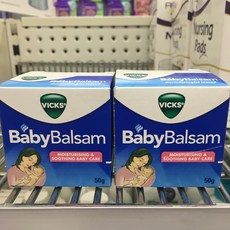 Nursing
Pads
VICKS
BabyBalsam
MOISTURISING &
SOOTHING BABY CARE
50g
VICKS
BabyBalsam
MOISTURISING &
SOOTHING BABY CARE
50g